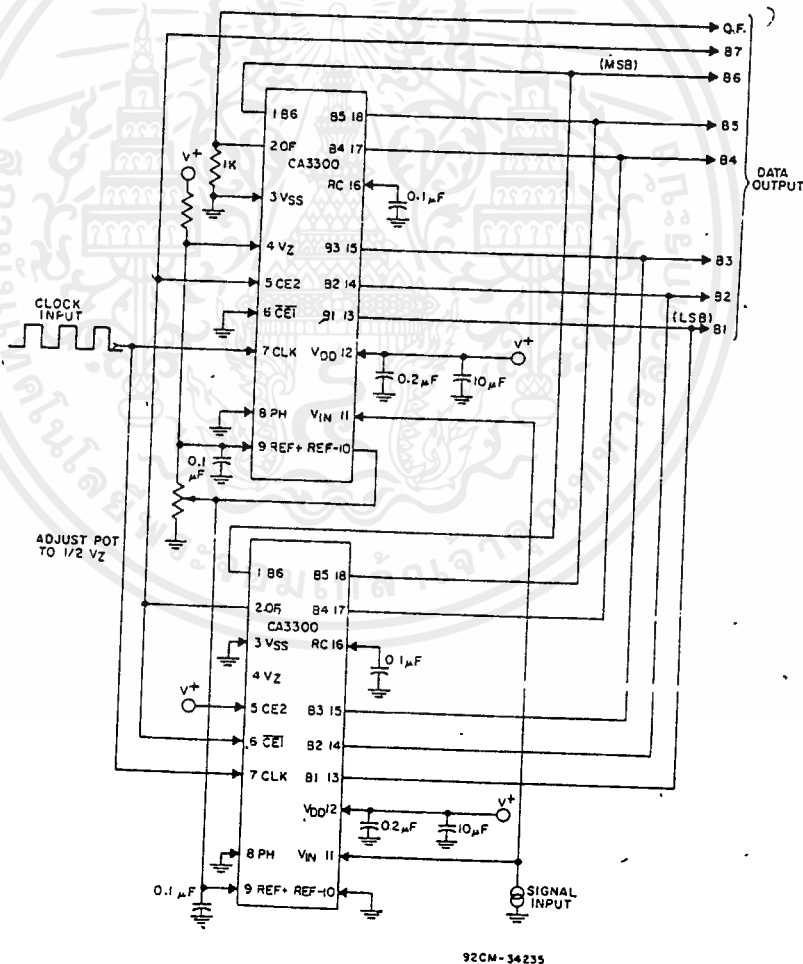 O.F.
B7
(MSB)
B6
1 B6
B5 18
B5
2 OF
B4 17
B4
V+
1K
CA3300
DATA
OUTPUT
3 VSS
RC 16
0.1μF
4 VZ
B3 15
B3
5 CE2
B2 14
B2
CLOCK
INPUT
6 CE1
B1 13
(LSB)
B1
7 CLK
VDD 12
V+
0.2μF
10μF
8 PH
VIN 11
9 REF+ REF-10
0.1
μF
ADJUST POT
TO 1/2 VZ
1 B6
B5 18
2 OF
B4 17
CA3300
3 VSS
RC 16
0.1μF
4 VZ
V+
5 CE2
B3 15
6 CE1
B2 14
7 CLK
B1 13
VDD12
V+
0.2μF
10μF
8 PH
VIN 11
0.1 μF
9 REF+ REF-10
SIGNAL
INPUT
92CM-34235